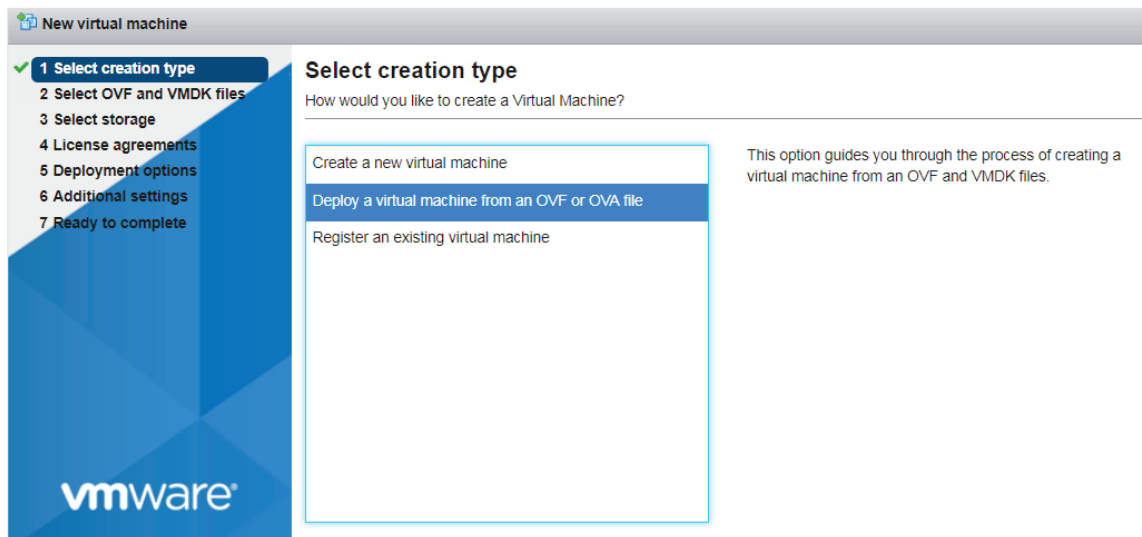 New virtual machine
1 Select creation type
2 Select OVF and VMDK files
3 Select storage
4 License agreements
5 Deployment options
6 Additional settings
7 Ready to complete
vmware®
Select creation type
How would you like to create a Virtual Machine?
Create a new virtual machine
Deploy a virtual machine from an OVF or OVA file
Register an existing virtual machine
This option guides you through the process of creating a
virtual machine from an OVF and VMDK files.